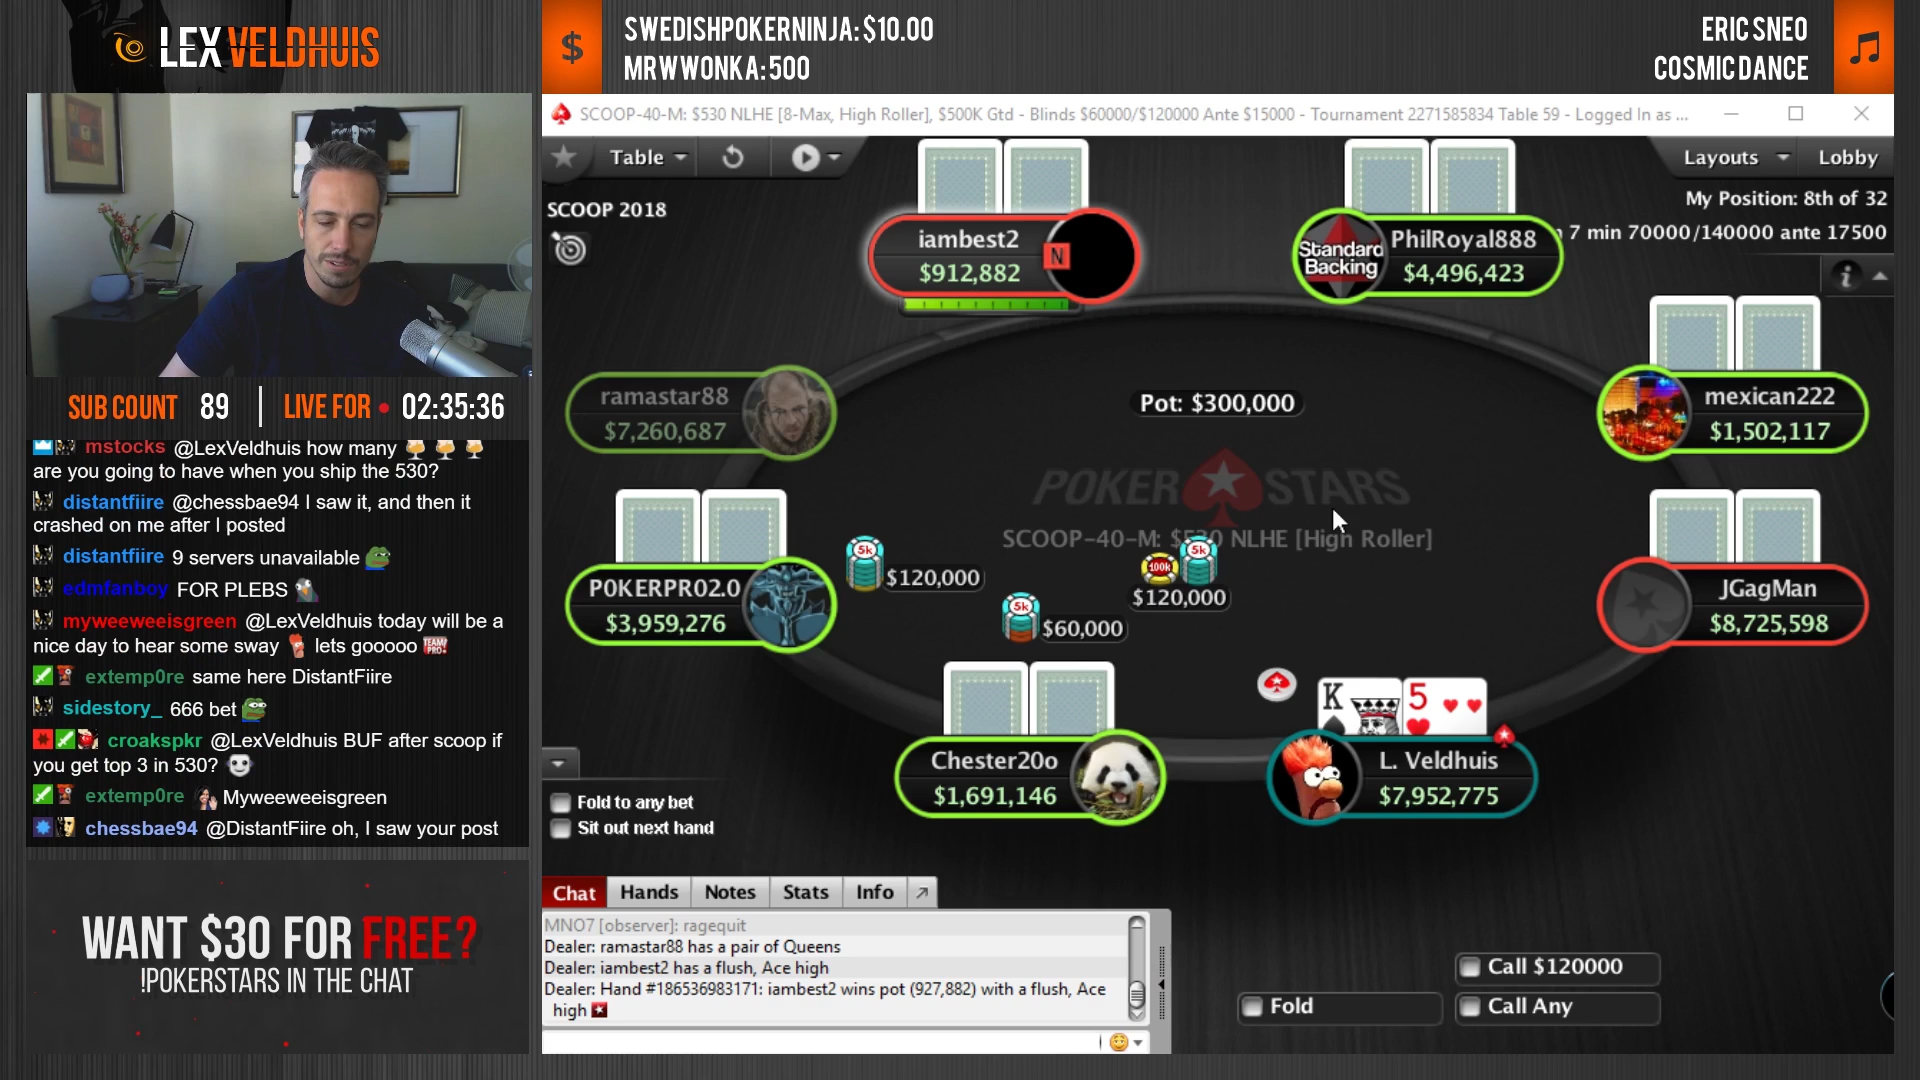 LEX VELDHUIS
$
SWEDISHPOKERNINJA: $10.00
MRWWONKA: 500
ERIC SNEO
COSMIC DANCE
SCOOP-40-M: $530 NLHE [8-Max, High Roller], $500K Gtd - Blinds $60000/$120000 Ante $15000 - Tournament 2271585834 Table 59 - Logged In as ...
Table
Layouts
Lobby
SCOOP 2018
My Position: 8th of 32
7 min 70000/140000 ante 17500
iambest2
$912,882
N
Standard
Backing
PhilRoyal888
$4,496,423
ramastar88
$7,260,687
Pot: $300,000
mexican222
$1,502,117
POKER STARS
SCOOP-40-M: $530 NLHE [High Roller]
P0KERPR02.0
$3,959,276
5k
$120,000
100k
5k
$120,000
5k
$60,000
JGagMan
$8,725,598
K
5
Chester20o
$1,691,146
L. Veldhuis
$7,952,775
Fold to any bet
Sit out next hand
Chat
Hands
Notes
Stats
Info
MNO7 [observer]: ragequit
Dealer: ramastar88 has a pair of Queens
Dealer: iambest2 has a flush, Ace high
Dealer: Hand #186536983171: iambest2 wins pot (927,882) with a flush, Ace
high
Call $120000
Fold
Call Any
SUB COUNT 89
LIVE FOR 02:35:36
mstocks @LexVeldhuis how many
are you going to have when you ship the 530?
distantfiire @chessbae94 I saw it, and then it
crashed on me after I posted
distantfiire 9 servers unavailable
edmfanboy FOR PLEBS
myweeweeisgreen @LexVeldhuis today will be a
nice day to hear some sway lets gooooo TEAM PRO!
extemp0re same here DistantFiire
sidestory_ 666 bet
croakspkr @LexVeldhuis BUF after scoop if
you get top 3 in 530?
extemp0re Myweeweeisgreen
chessbae94 @DistantFiire oh, I saw your post
WANT $30 FOR FREE?
!POKERSTARS IN THE CHAT